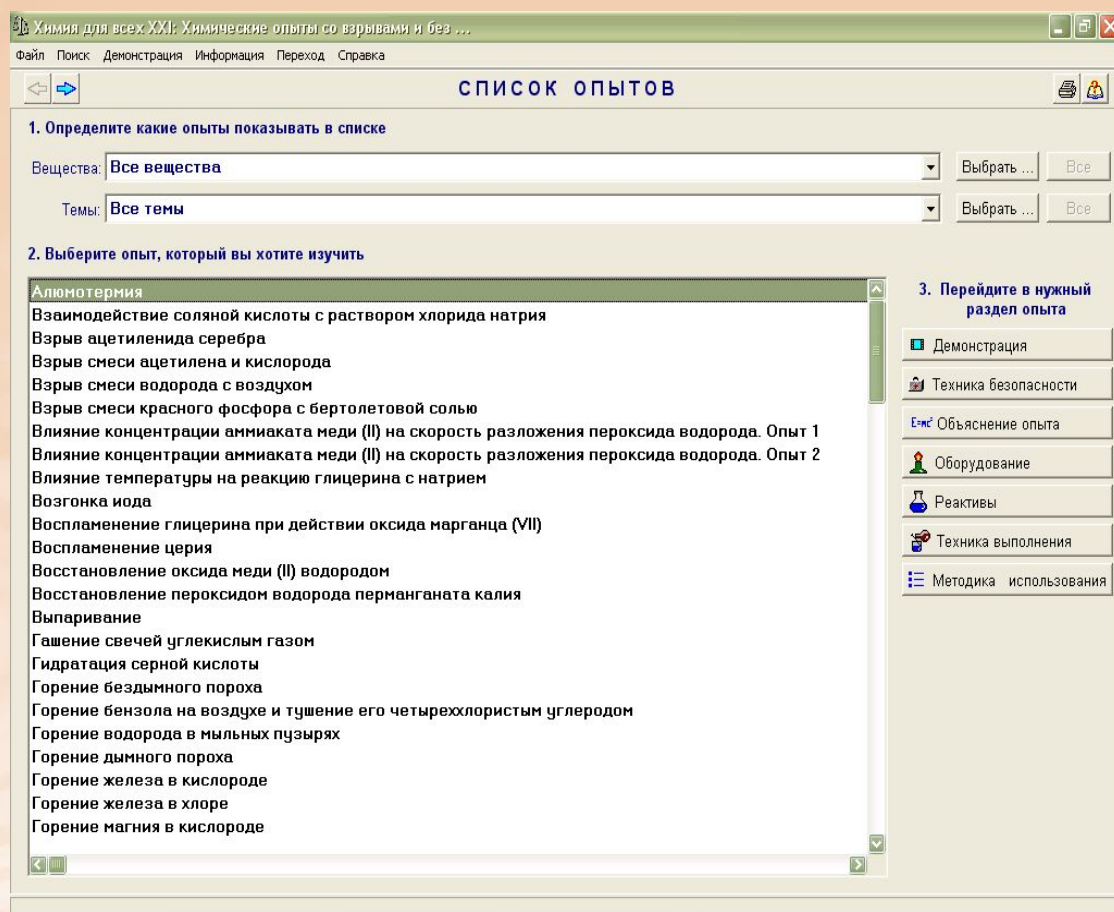 Химия для всех XXI: Химические опыты со взрывами и без ...
Файл Поиск Демонстрация Информация Переход Справка
СПИСОК ОПЫТОВ
1. Определите какие опыты показывать в списке
Вещества: Все вещества Выбрать ... Все
Темы: Все темы Выбрать ... Все
2. Выберите опыт, который вы хотите изучить
Алюмотермия
Взаимодействие соляной кислоты с раствором хлорида натрия
Взрыв ацетиленида серебра
Взрыв смеси ацетилена и кислорода
Взрыв смеси водорода с воздухом
Взрыв смеси красного фосфора с бертолетовой солью
Влияние концентрации аммиаката меди (II) на скорость разложения пероксида водорода. Опыт 1
Влияние концентрации аммиаката меди (II) на скорость разложения пероксида водорода. Опыт 2
Влияние температуры на реакцию глицерина с натрием
Возгонка иода
Воспламенение глицерина при действии оксида марганца (VII)
Воспламенение церия
Восстановление оксида меди (II) водородом
Восстановление пероксидом водорода перманганата калия
Выпаривание
Гашение свечей углекислым газом
Гидратация серной кислоты
Горение бездымного пороха
Горение бензола на воздухе и тушение его четыреххлористым углеродом
Горение водорода в мыльных пузырях
Горение дымного пороха
Горение железа в кислороде
Горение железа в хлоре
Горение магния в кислороде
3. Перейдите в нужный
раздел опыта
Демонстрация
Техника безопасности
E=mc² Объяснение опыта
Оборудование
Реактивы
Техника выполнения
Методика использования